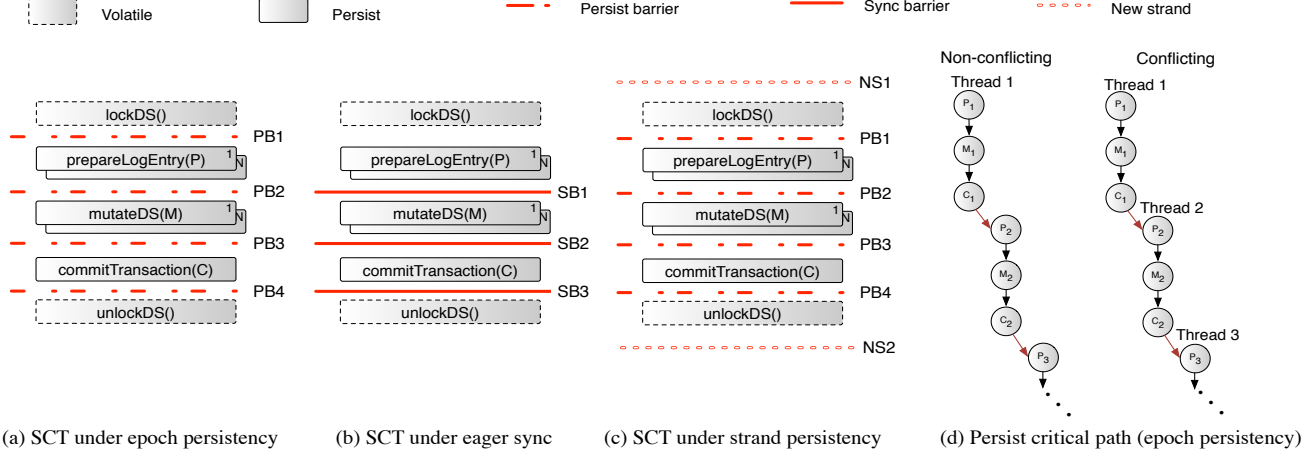 Volatile
Persist
Persist barrier
Sync barrier
New strand
lockDS()
PB1
prepareLogEntry(P)
1
N
PB2
mutateDS(M)
1
N
PB3
commitTransaction(C)
PB4
unlockDS()
(a) SCT under epoch persistency
lockDS()
prepareLogEntry(P)
1
N
SB1
mutateDS(M)
1
N
SB2
commitTransaction(C)
SB3
unlockDS()
(b) SCT under eager sync
NS1
lockDS()
PB1
prepareLogEntry(P)
1
N
PB2
mutateDS(M)
1
N
PB3
commitTransaction(C)
PB4
unlockDS()
NS2
(c) SCT under strand persistency
Non-conflicting
Thread 1
P1
M1
C1
P2
M2
C2
P3
Conflicting
Thread 1
P1
M1
C1
Thread 2
P2
M2
C2
Thread 3
P3
(d) Persist critical path (epoch persistency)